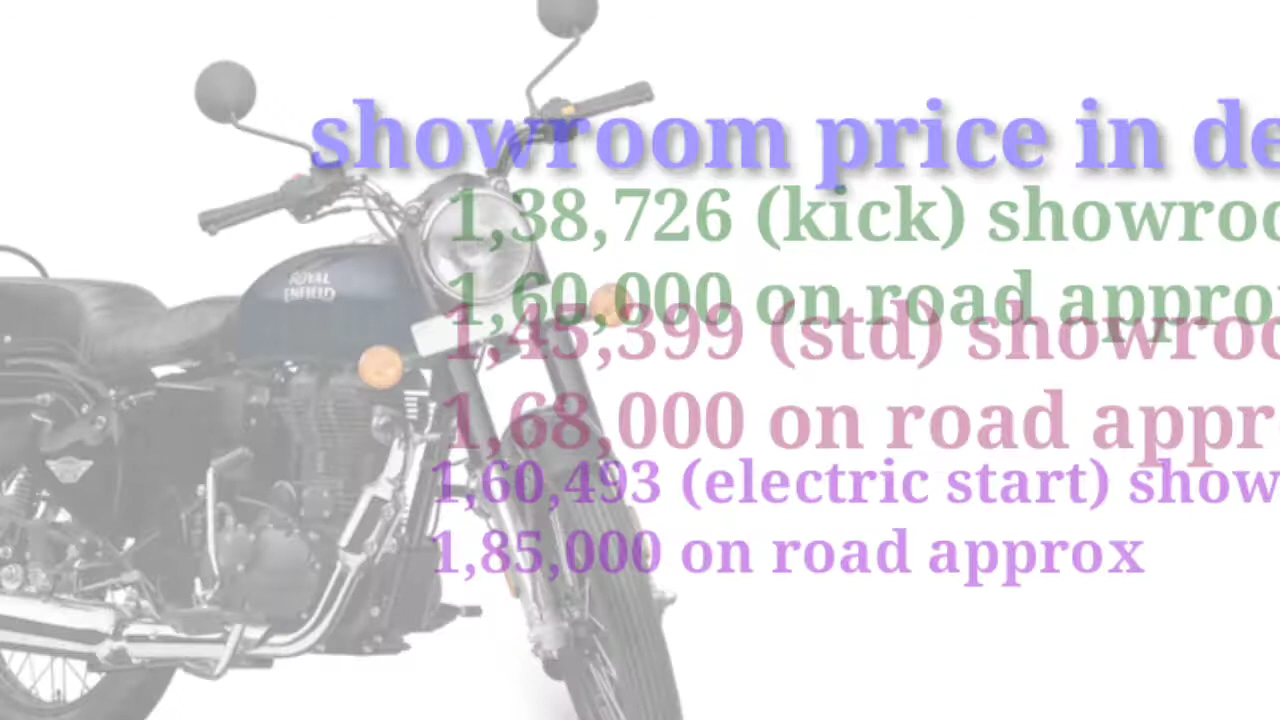 showroom price in de
1,38,726 (kick) showroo
1,60,000 on road approx
1,45,399 (std) showroo
1,68,000 on road appr
1,60,493 (electric start) show
1,85,000 on road approx
ROYAL
ENFIELD